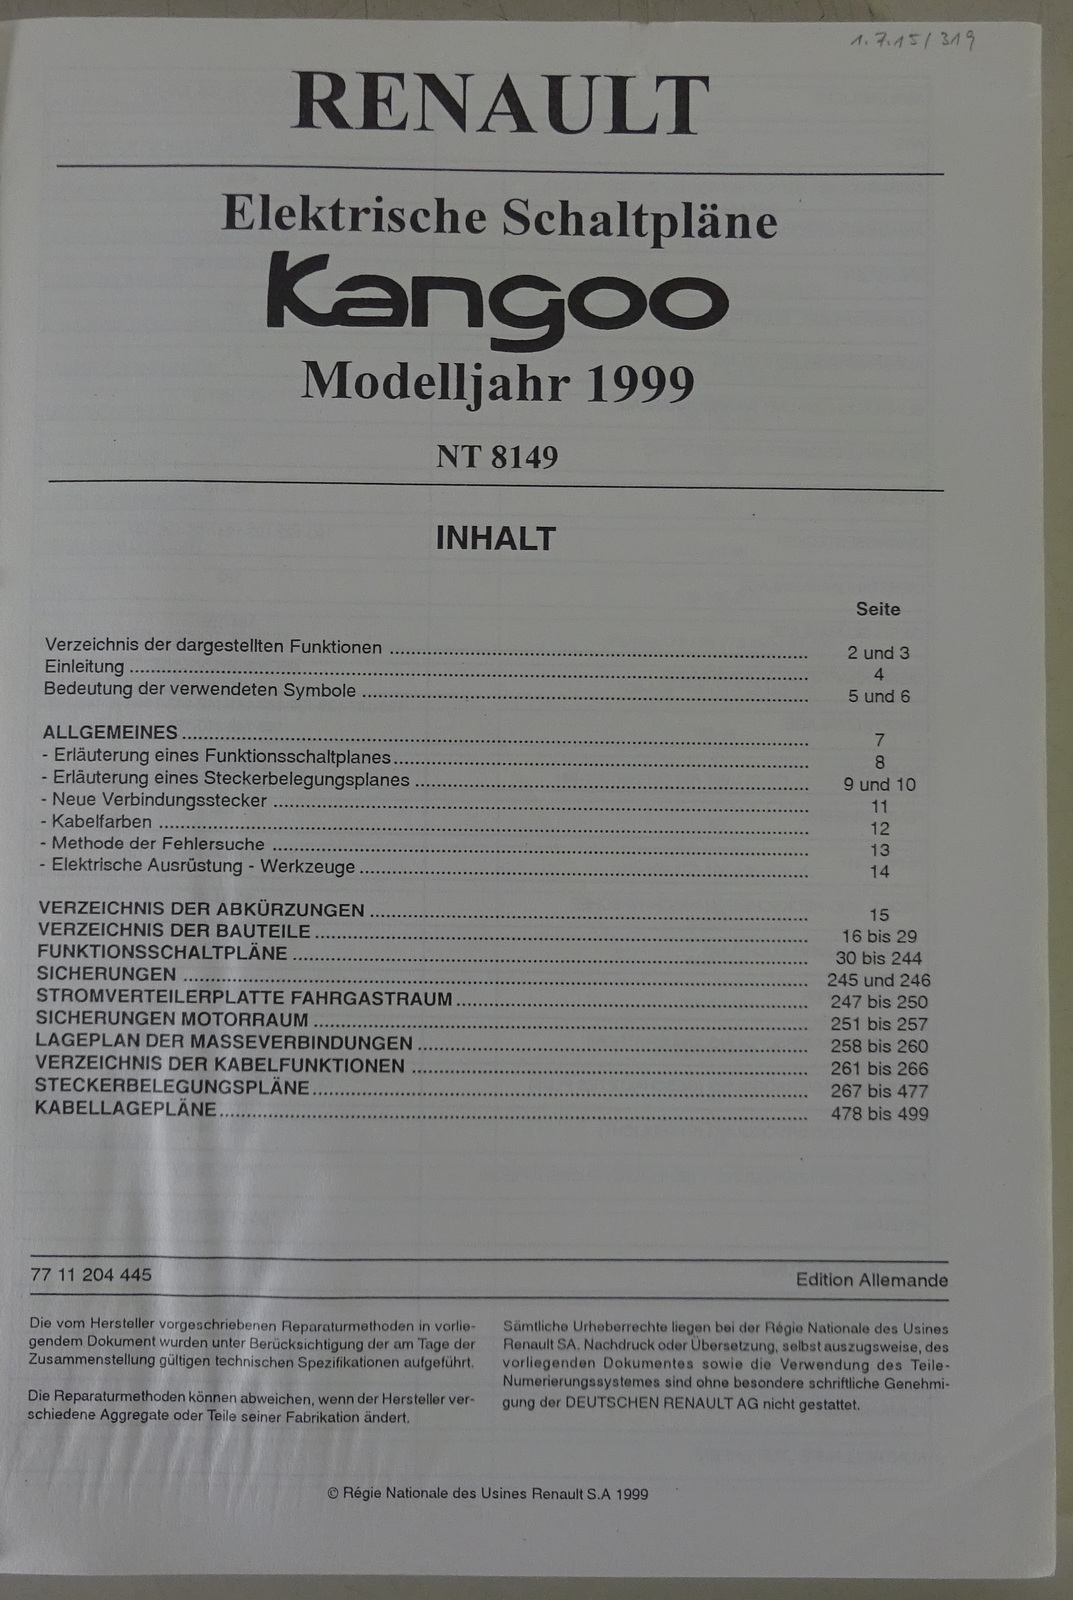 1.7.15/319
RENAULT
Elektrische Schaltpläne
Kangoo
Modelljahr 1999
NT 8149
INHALT
Seite
Verzeichnis der dargestellten Funktionen ........ 2 und 3
Einleitung ........ 4
Bedeutung der verwendeten Symbole ........ 5 und 6
ALLGEMEINES ........ 7
- Erläuterung eines Funktionsschaltplanes ........ 8
- Erläuterung eines Steckerbelegungsplanes ........ 9 und 10
- Neue Verbindungsstecker ........ 11
- Kabelfarben ........ 12
- Methode der Fehlersuche ........ 13
- Elektrische Ausrüstung - Werkzeuge ........ 14
VERZEICHNIS DER ABKÜRZUNGEN ........ 15
VERZEICHNIS DER BAUTEILE ........ 16 bis 29
FUNKTIONSSCHALTPLÄNE ........ 30 bis 244
SICHERUNGEN ........ 245 und 246
STROMVERTEILERPLATTE FAHRGASTRAUM ........ 247 bis 250
SICHERUNGEN MOTORRAUM ........ 251 bis 257
LAGEPLAN DER MASSEVERBINDUNGEN ........ 258 bis 260
VERZEICHNIS DER KABELFUNKTIONEN ........ 261 bis 266
STECKERBELEGUNGSPLÄNE ........ 267 bis 477
KABELLAGEPLÄNE ........ 478 bis 499
77 11 204 445
Edition Allemande
Die vom Hersteller vorgeschriebenen Reparaturmethoden in vorlie-
gendem Dokument wurden unter Berücksichtigung der am Tage der
Zusammenstellung gültigen technischen Spezifikationen aufgeführt.
Die Reparaturmethoden können abweichen, wenn der Hersteller ver-
schiedene Aggregate oder Teile seiner Fabrikation ändert.
Sämtliche Urheberrechte liegen bei der Régie Nationale des Usines
Renault SA. Nachdruck oder Übersetzung, selbst auszugsweise, des
vorliegenden Dokumentes sowie die Verwendung des Teile-
Numerierungssystemes sind ohne besondere schriftliche Genehmi-
gung der DEUTSCHEN RENAULT AG nicht gestattet.
© Régie Nationale des Usines Renault S.A 1999